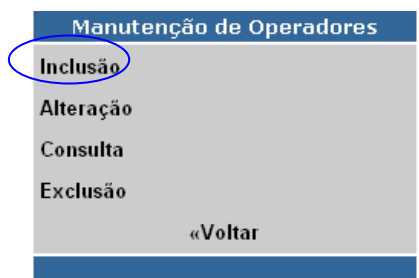 Manutenção de Operadores
Inclusão
Alteração
Consulta
Exclusão
«Voltar